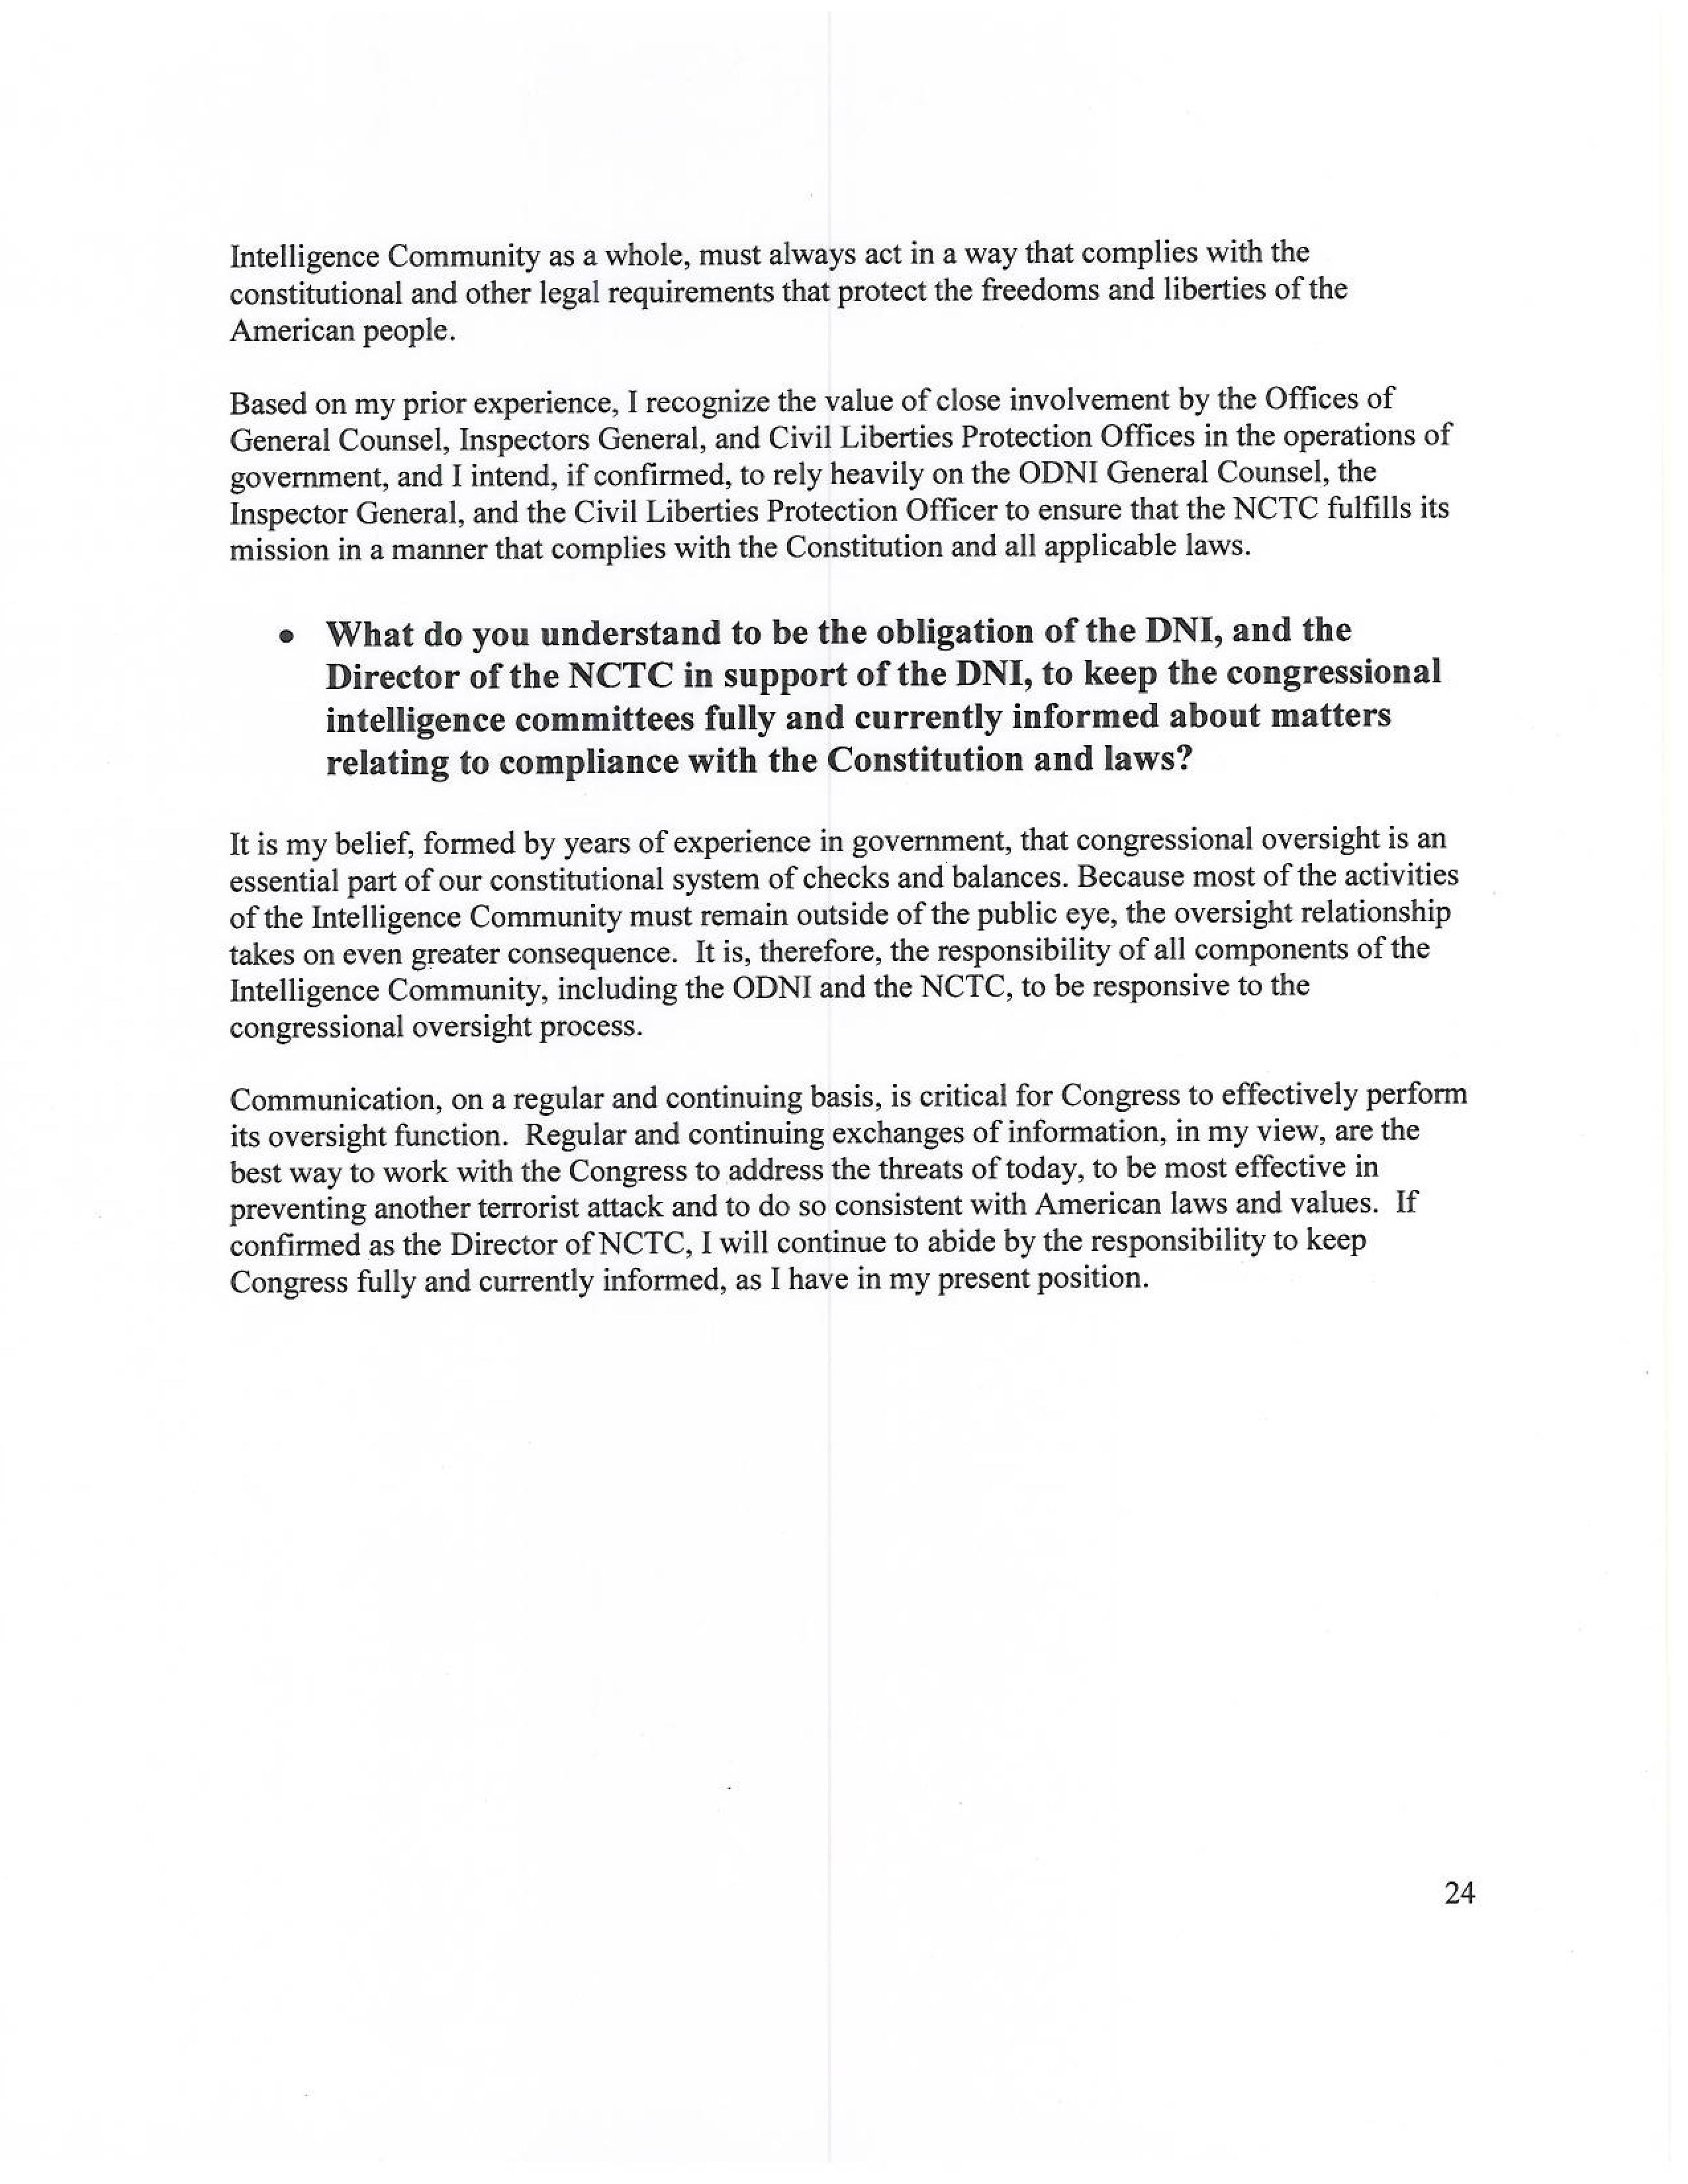 Intelligence Community as a whole, must always act in a way that complies with the
constitutional and other legal requirements that protect the freedoms and liberties of the
American people.
Based on my prior experience, I recognize the value of close involvement by the Offices of
General Counsel, Inspectors General, and Civil Liberties Protection Offices in the operations of
government, and I intend, if confirmed, to rely heavily on the ODNI General Counsel, the
Inspector General, and the Civil Liberties Protection Officer to ensure that the NCTC fulfills its
mission in a manner that complies with the Constitution and all applicable laws.
• What do you understand to be the obligation of the DNI, and the
Director of the NCTC in support of the DNI, to keep the congressional
intelligence committees fully and currently informed about matters
relating to compliance with the Constitution and laws?
It is my belief, formed by years of experience in government, that congressional oversight is an
essential part of our constitutional system of checks and balances. Because most of the activities
of the Intelligence Community must remain outside of the public eye, the oversight relationship
takes on even greater consequence. It is, therefore, the responsibility of all components of the
Intelligence Community, including the ODNI and the NCTC, to be responsive to the
congressional oversight process.
Communication, on a regular and continuing basis, is critical for Congress to effectively perform
its oversight function. Regular and continuing exchanges of information, in my view, are the
best way to work with the Congress to address the threats of today, to be most effective in
preventing another terrorist attack and to do so consistent with American laws and values. If
confirmed as the Director of NCTC, I will continue to abide by the responsibility to keep
Congress fully and currently informed, as I have in my present position.
24